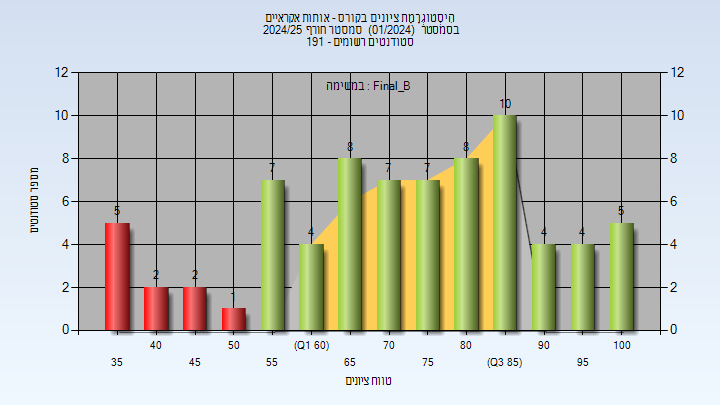 היסטוגרמת ציונים בקורס - אותות אקראיים
בסמסטר (01/2024) סמסטר חורף 2024/25
סטודנטים רשומים - 191
במשימה : Final_B
מספר סטודנטים
12 12
10 10
8 8
6 6
4 4
2 2
0 0
5 2 2 1 7 4 8 7 7 8 10 4 4 5
40 50 (Q1 60) 70 80 90 100
35 45 55 65 75 (Q3 85) 95
טווח ציונים